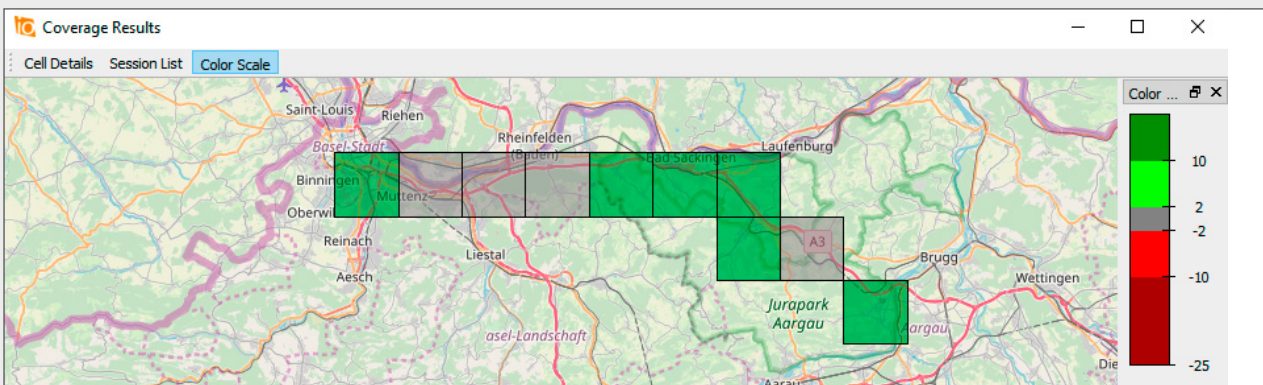 Coverage Results
Cell Details Session List Color Scale
Color ...
Saint-Louis
Riehen
Basel-Stadt
Rheinfelden
(Baden)
Bad Säckingen
Laufenburg
Binningen
Muttenz
Oberwil
Reinach
Liestal
Aesch
A3
Brugg
Wettingen
Jurapark
Aargau
Aargau
asel-Landschaft
Aarau
Die
10
2
-2
-10
-25